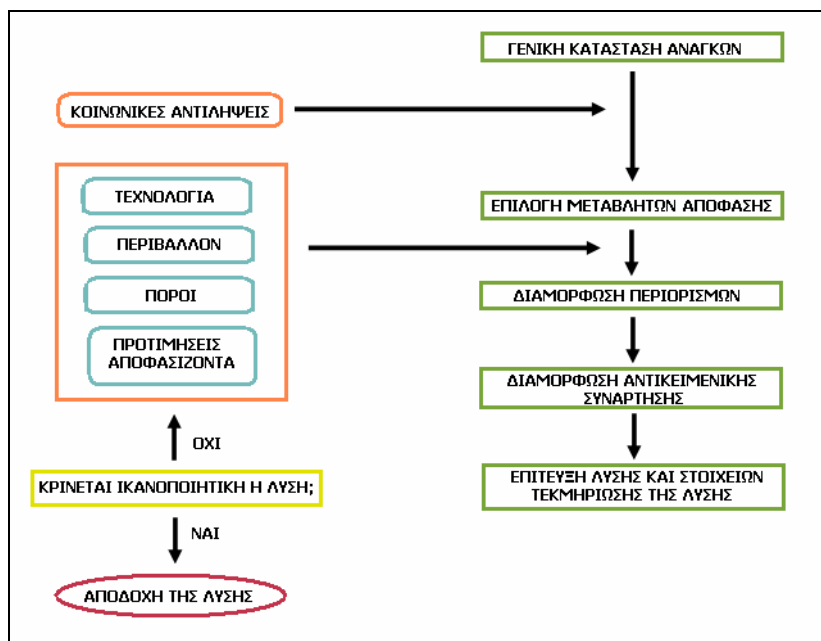 ΓΕΝΙΚΗ ΚΑΤΑΣΤΑΣΗ ΑΝΑΓΚΩΝ
ΚΟΙΝΩΝΙΚΕΣ ΑΝΤΙΛΗΨΕΙΣ
ΤΕΧΝΟΛΟΓΙΑ
ΠΕΡΙΒΑΛΛΟΝ
ΠΟΡΟΙ
ΠΡΟΤΙΜΗΣΕΙΣ
ΑΠΟΦΑΣΙΖΟΝΤΑ
ΕΠΙΛΟΓΗ ΜΕΤΑΒΛΗΤΩΝ ΑΠΟΦΑΣΗΣ
ΔΙΑΜΟΡΦΩΣΗ ΠΕΡΙΟΡΙΣΜΩΝ
ΔΙΑΜΟΡΦΩΣΗ ΑΝΤΙΚΕΙΜΕΝΙΚΗΣ
ΣΥΝΑΡΤΗΣΗΣ
ΕΠΙΤΕΥΞΗ ΛΥΣΗΣ ΚΑΙ ΣΤΟΙΧΕΙΩΝ
ΤΕΚΜΗΡΙΩΣΗΣ ΤΗΣ ΛΥΣΗΣ
ΟΧΙ
ΚΡΙΝΕΤΑΙ ΙΚΑΝΟΠΟΙΗΤΙΚΗ Η ΛΥΣΗ;
ΝΑΙ
ΑΠΟΔΟΧΗ ΤΗΣ ΛΥΣΗΣ